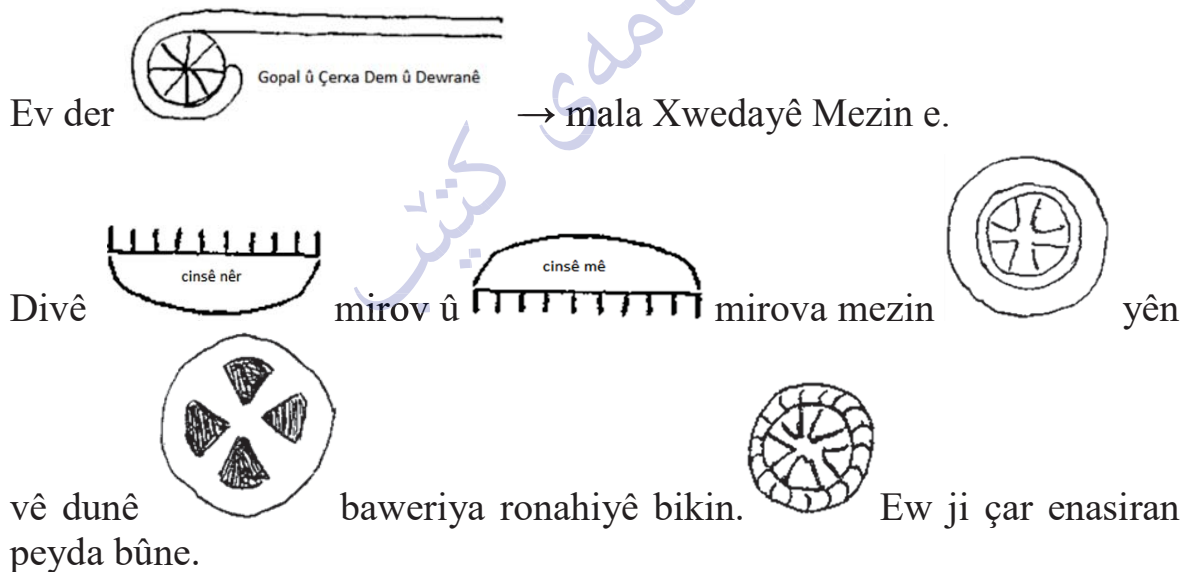 Gopal û Çerxa Dem û Dewranê
Ev der → mala Xwedayê Mezin e.
cinsê nêr cinsê mê
Divê mirov û mirova mezin yên
vê dunê baweriya ronahiyê bikin. Ew ji çar enasiran
peyda bûne.